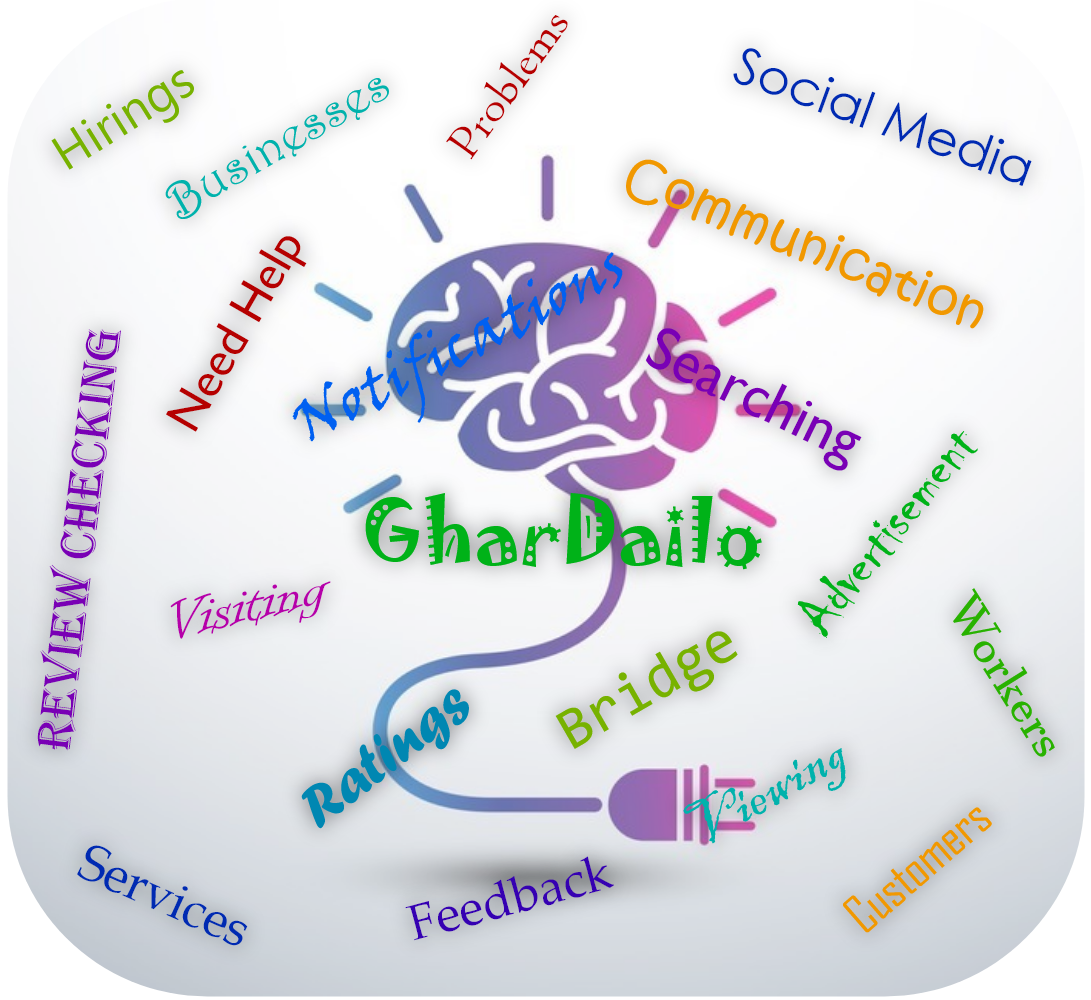 Hirings
Businesses
Problems
Social Media
Communication
Need Help
Notifications
Searching
REVIEW CHECKING
GharDailo
Advertisement
Visiting
Workers
Bridge
Ratings
Viewing
Services
Feedback
Customers